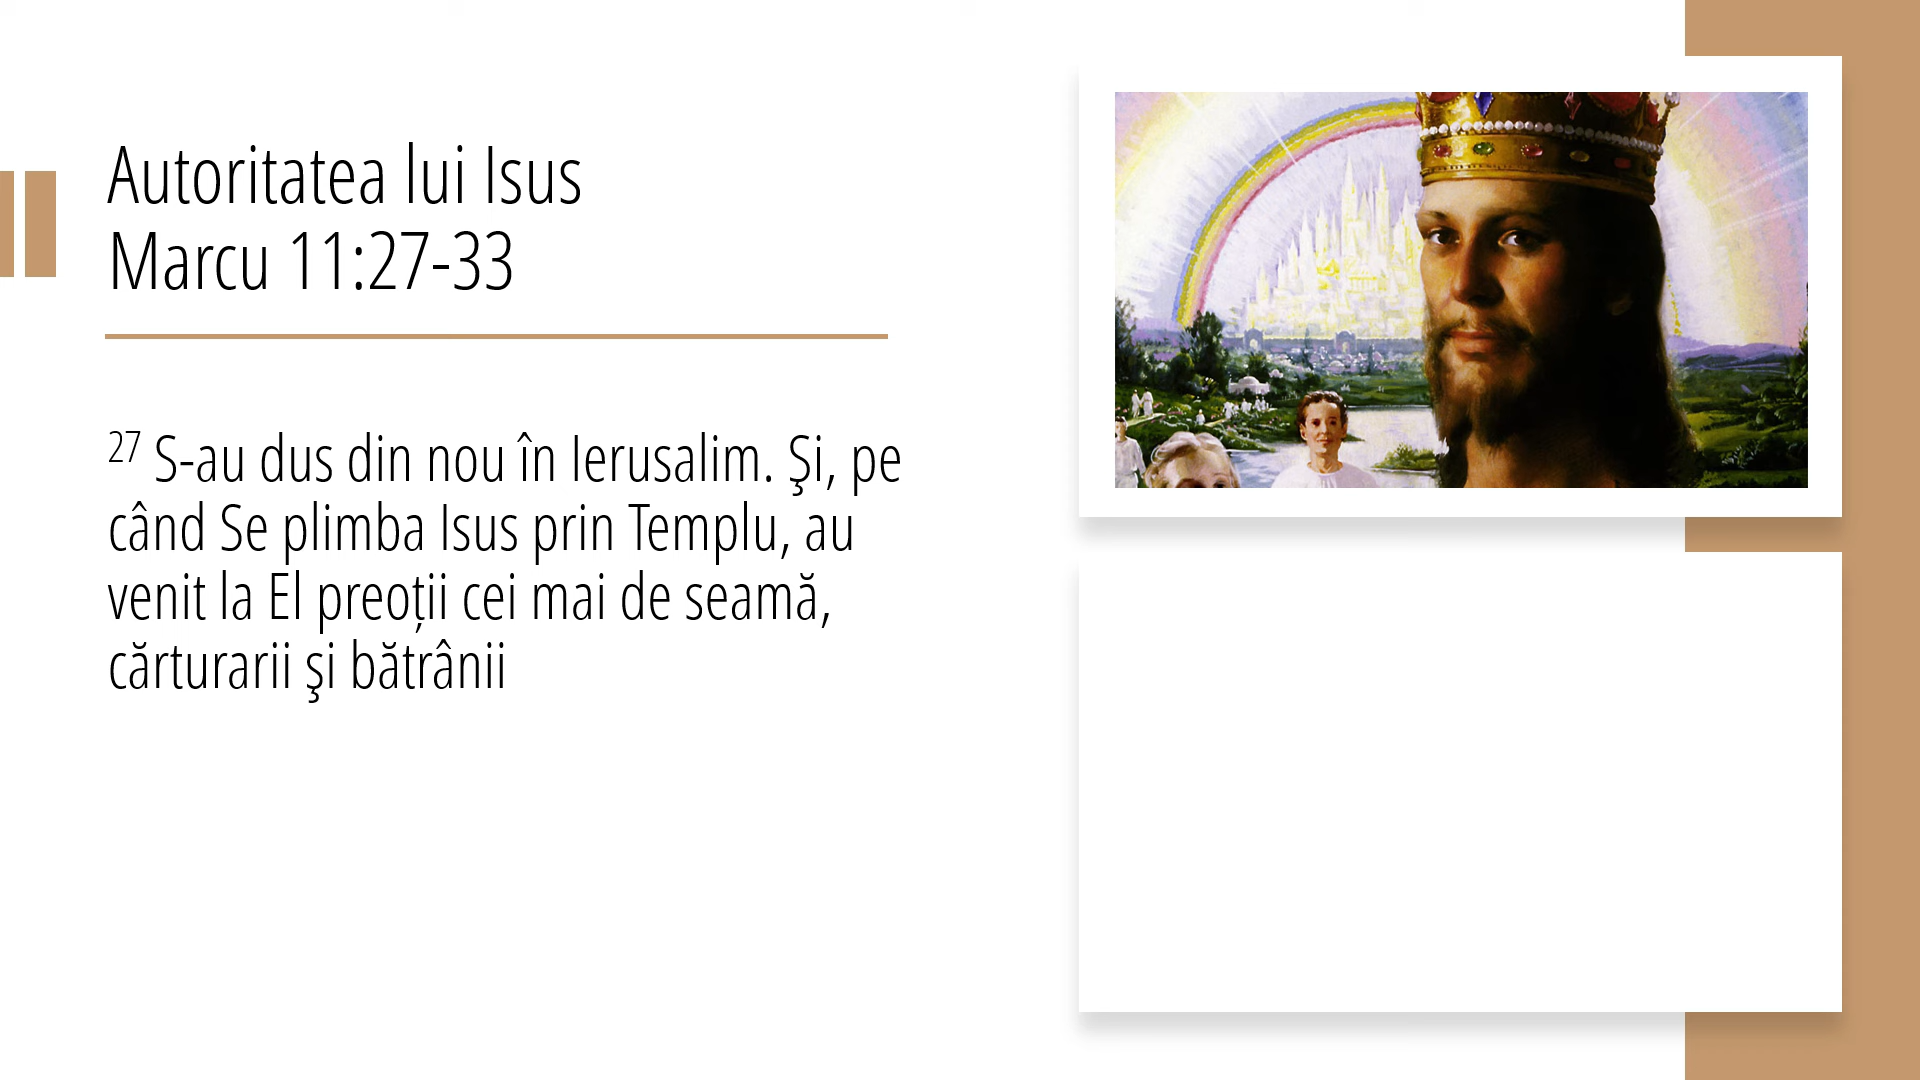 Autoritatea lui Isus
Marcu 11:27-33
27 S-au dus din nou în Ierusalim. Şi, pe
când Se plimba Isus prin Templu, au
venit la El preoții cei mai de seamă,
cărturarii şi bătrânii